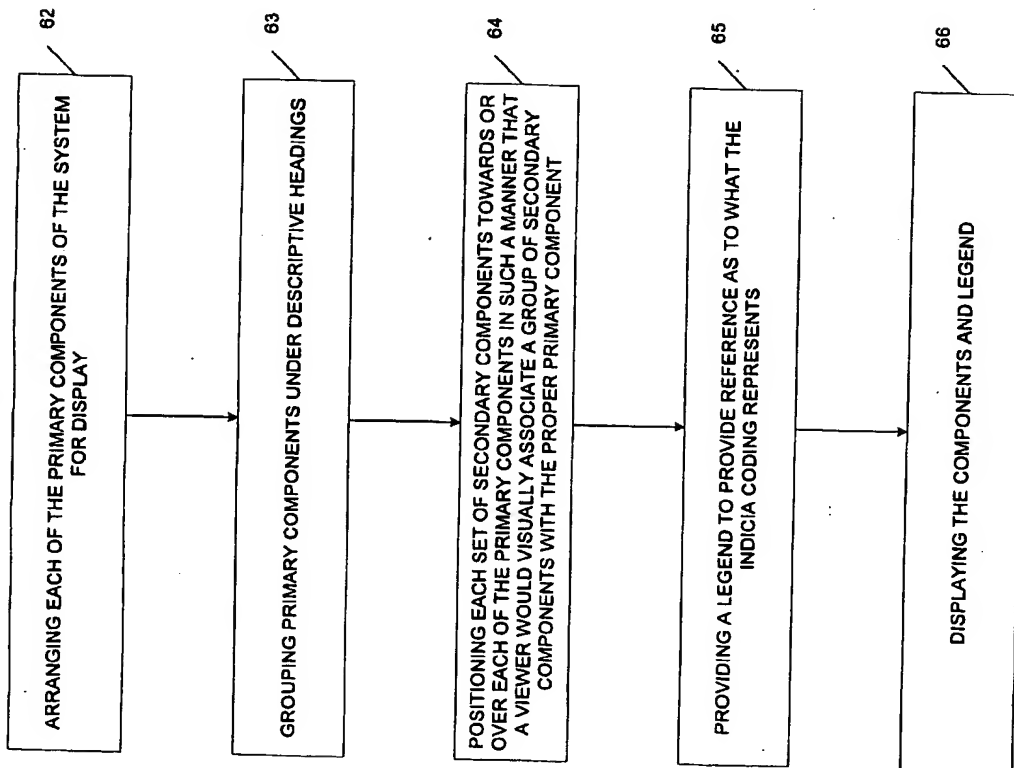 62
ARRANGING EACH OF THE PRIMARY COMPONENTS OF THE SYSTEM
FOR DISPLAY
63
GROUPING PRIMARY COMPONENTS UNDER DESCRIPTIVE HEADINGS
64
POSITIONING EACH SET OF SECONDARY COMPONENTS TOWARDS OR
OVER EACH OF THE PRIMARY COMPONENTS IN SUCH A MANNER THAT
A VIEWER WOULD VISUALLY ASSOCIATE A GROUP OF SECONDARY
COMPONENTS WITH THE PROPER PRIMARY COMPONENT
65
PROVIDING A LEGEND TO PROVIDE REFERENCE AS TO WHAT THE
INDICIA CODING REPRESENTS
66
DISPLAYING THE COMPONENTS AND LEGEND